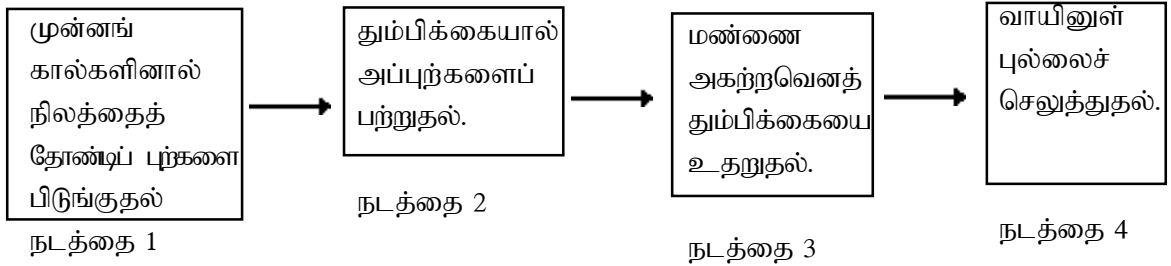 முன்னங்
கால்களினால்
நிலத்தைத்
தோண்டிப் புற்களை
பிடுங்குதல்
நடத்தை 1
தும்பிக்கையால்
அப்புற்களைப்
பற்றுதல்.
நடத்தை 2
மண்ணை
அகற்றவெனத்
தும்பிக்கையை
உதறுதல்.
நடத்தை 3
வாயினுள்
புல்லைச்
செலுத்துதல்.
நடத்தை 4